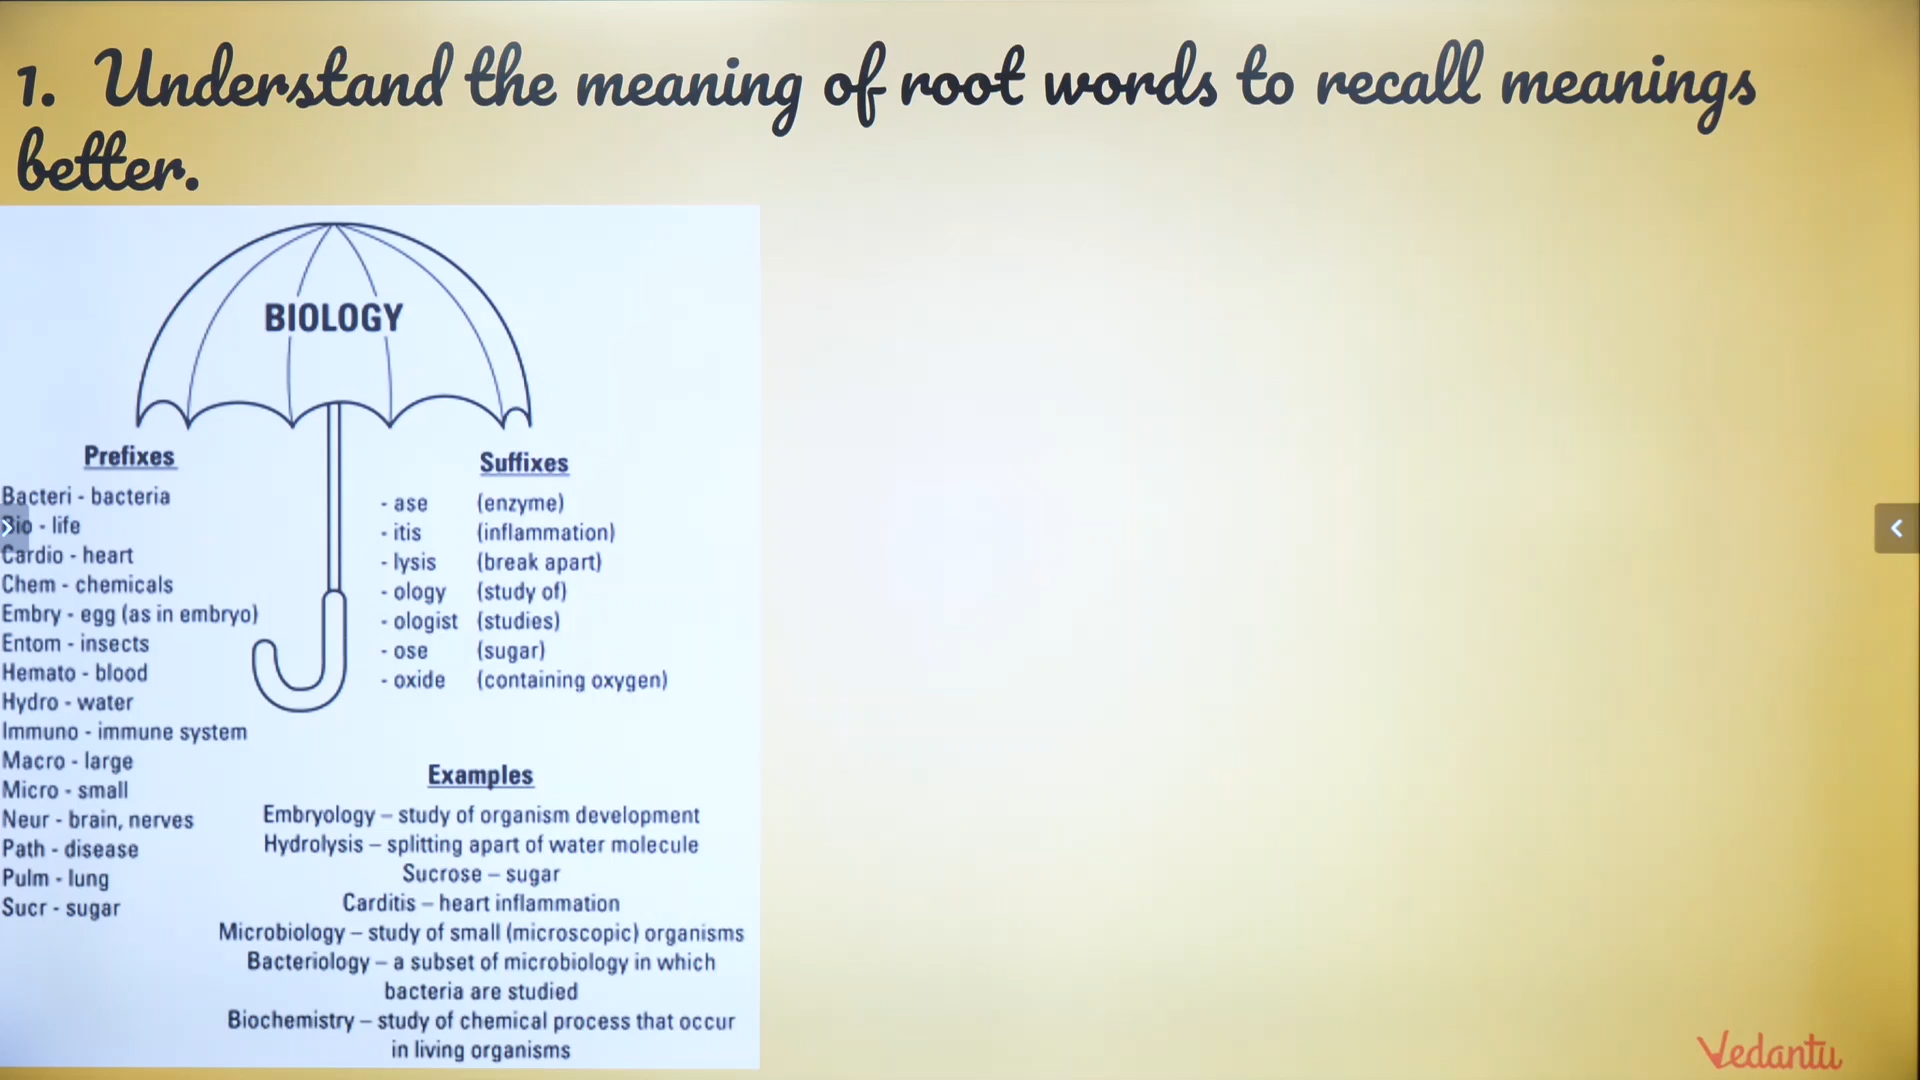 1. Understand the meaning of root words to recall meanings
better.
BIOLOGY
Prefixes
Bacteri - bacteria
Bio - life
Cardio - heart
Chem - chemicals
Embry - egg (as in embryo)
Entom - insects
Hemato - blood
Hydro - water
Immuno - immune system
Macro - large
Micro - small
Neur - brain, nerves
Path - disease
Pulm - lung
Sucr - sugar
Suffixes
- ase (enzyme)
- itis (inflammation)
- lysis (break apart)
- ology (study of)
- ologist (studies)
- ose (sugar)
- oxide (containing oxygen)
Examples
Embryology – study of organism development
Hydrolysis – splitting apart of water molecule
Sucrose – sugar
Carditis – heart inflammation
Microbiology – study of small (microscopic) organisms
Bacteriology – a subset of microbiology in which
bacteria are studied
Biochemistry – study of chemical process that occur
in living organisms
Vedantu